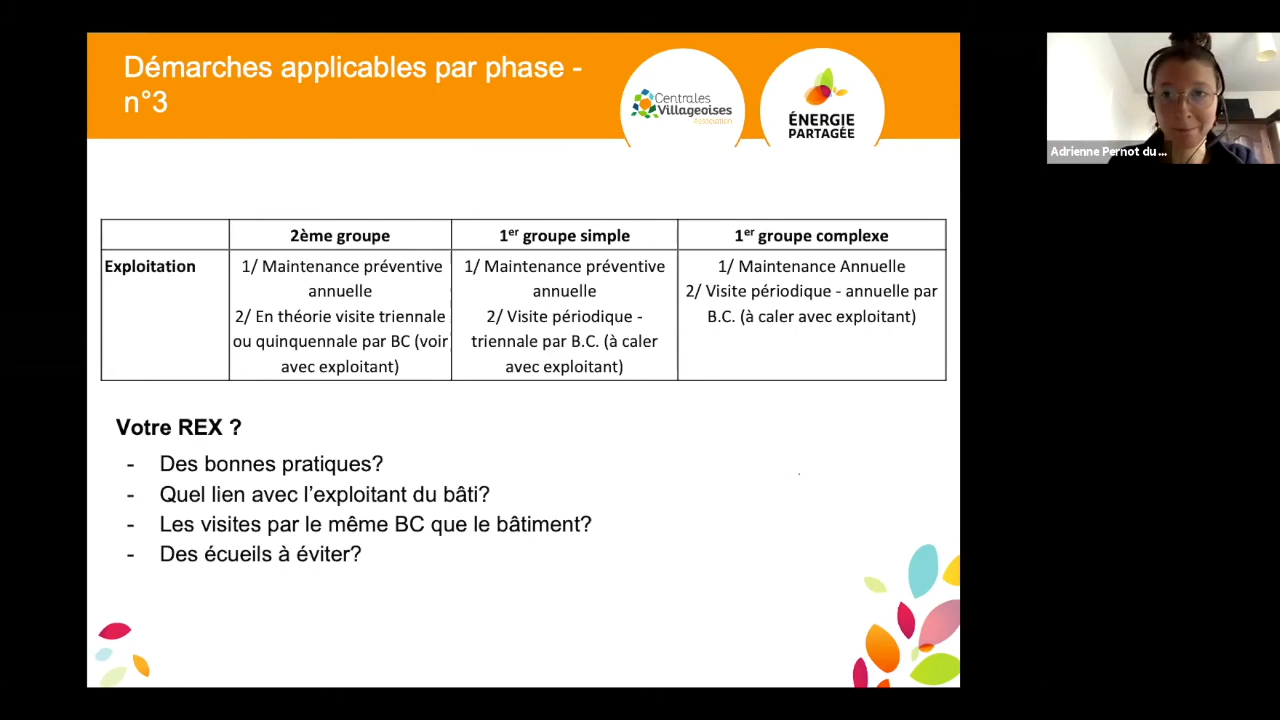 Démarches applicables par phase -
n°3
Centrales
Villageoises
Association
ÉNERGIE
PARTAGÉE
Adrienne Pernot du ...
2ème groupe
1er groupe simple
1er groupe complexe
Exploitation
1/ Maintenance préventive
annuelle
2/ En théorie visite triennale
ou quinquennale par BC (voir
avec exploitant)
1/ Maintenance préventive
annuelle
2/ Visite périodique -
triennale par B.C. (à caler
avec exploitant)
1/ Maintenance Annuelle
2/ Visite périodique - annuelle par
B.C. (à caler avec exploitant)
Votre REX ?
- Des bonnes pratiques?
- Quel lien avec l'exploitant du bâti?
- Les visites par le même BC que le bâtiment?
- Des écueils à éviter?